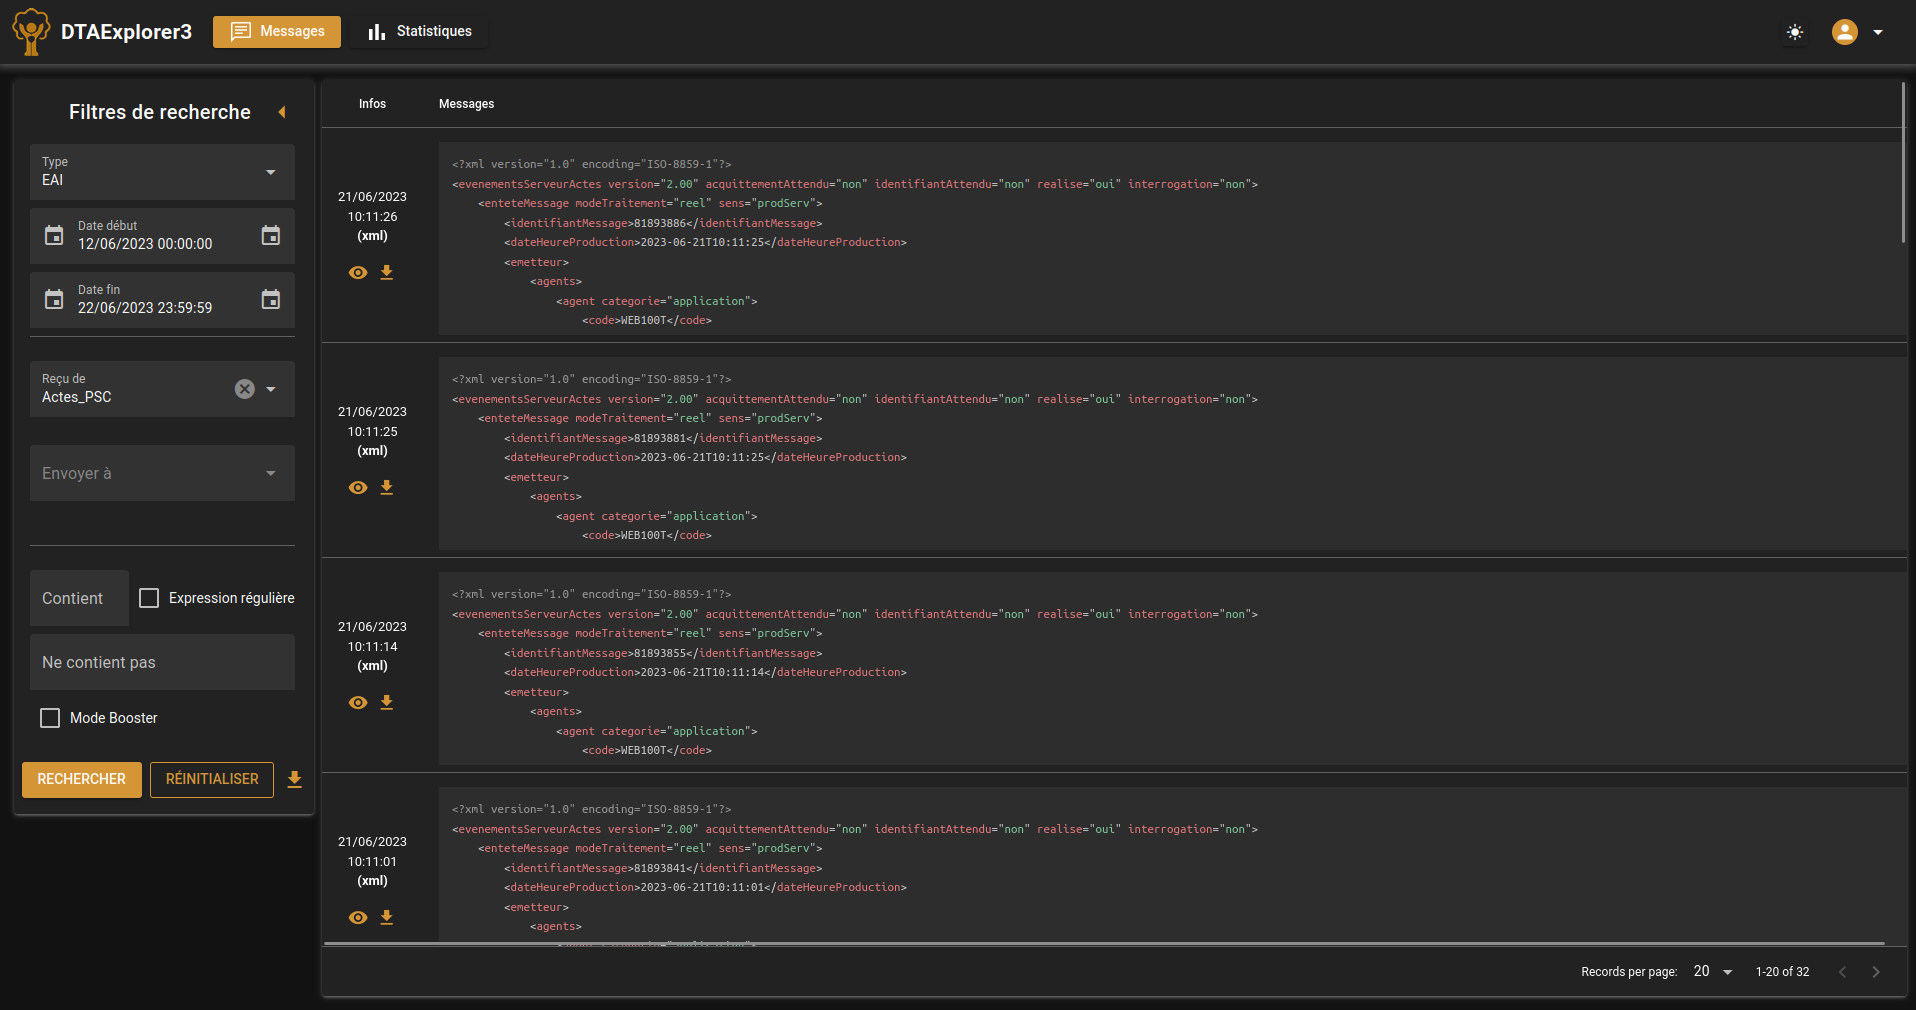 DTAExplorer3
Messages
Statistiques
Filtres de recherche
Type
EAI
Date début
12/06/2023 00:00:00
Date fin
22/06/2023 23:59:59
Reçu de
Actes_PSC
Envoyer à
Contient
Expression régulière
Ne contient pas
Mode Booster
RECHERCHER
RÉINITIALISER
Infos
Messages
21/06/2023
10:11:26
(xml)
<?xml version="1.0" encoding="ISO-8859-1"?>
<evenementsServeurActes version="2.00" acquittementAttendu="non" identifiantAttendu="non" realise="oui" interrogation="non">
<enteteMessage modeTraitement="reel" sens="prodServ">
<identifiantMessage>81893886</identifiantMessage>
<dateHeureProduction>2023-06-21T10:11:25</dateHeureProduction>
<emetteur>
<agents>
<agent categorie="application">
<code>WEB100T</code>
21/06/2023
10:11:25
(xml)
<?xml version="1.0" encoding="ISO-8859-1"?>
<evenementsServeurActes version="2.00" acquittementAttendu="non" identifiantAttendu="non" realise="oui" interrogation="non">
<enteteMessage modeTraitement="reel" sens="prodServ">
<identifiantMessage>81893881</identifiantMessage>
<dateHeureProduction>2023-06-21T10:11:25</dateHeureProduction>
<emetteur>
<agents>
<agent categorie="application">
<code>WEB100T</code>
21/06/2023
10:11:14
(xml)
<?xml version="1.0" encoding="ISO-8859-1"?>
<evenementsServeurActes version="2.00" acquittementAttendu="non" identifiantAttendu="non" realise="oui" interrogation="non">
<enteteMessage modeTraitement="reel" sens="prodServ">
<identifiantMessage>81893855</identifiantMessage>
<dateHeureProduction>2023-06-21T10:11:14</dateHeureProduction>
<emetteur>
<agents>
<agent categorie="application">
<code>WEB100T</code>
21/06/2023
10:11:01
(xml)
<?xml version="1.0" encoding="ISO-8859-1"?>
<evenementsServeurActes version="2.00" acquittementAttendu="non" identifiantAttendu="non" realise="oui" interrogation="non">
<enteteMessage modeTraitement="reel" sens="prodServ">
<identifiantMessage>81893841</identifiantMessage>
<dateHeureProduction>2023-06-21T10:11:01</dateHeureProduction>
<emetteur>
<agents>
Records per page: 20 1-20 of 32